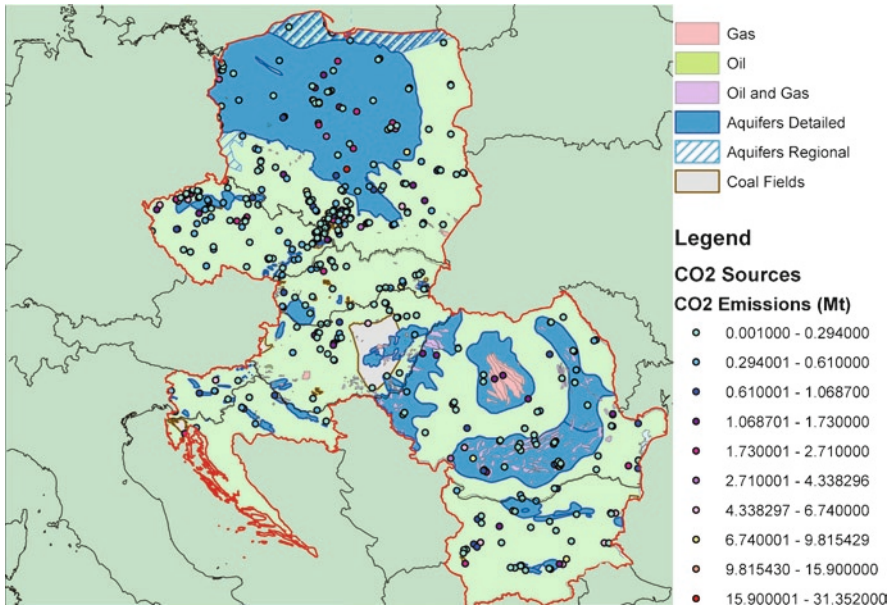 Gas
Oil
Oil and Gas
Aquifers Detailed
Aquifers Regional
Coal Fields
Legend
CO2 Sources
CO2 Emissions (Mt)
0.001000 - 0.294000
0.294001 - 0.610000
0.610001 - 1.068700
1.068701 - 1.730000
1.730001 - 2.710000
2.710001 - 4.338296
4.338297 - 6.740000
6.740001 - 9.815429
9.815430 - 15.900000
15.900001 - 31.352000